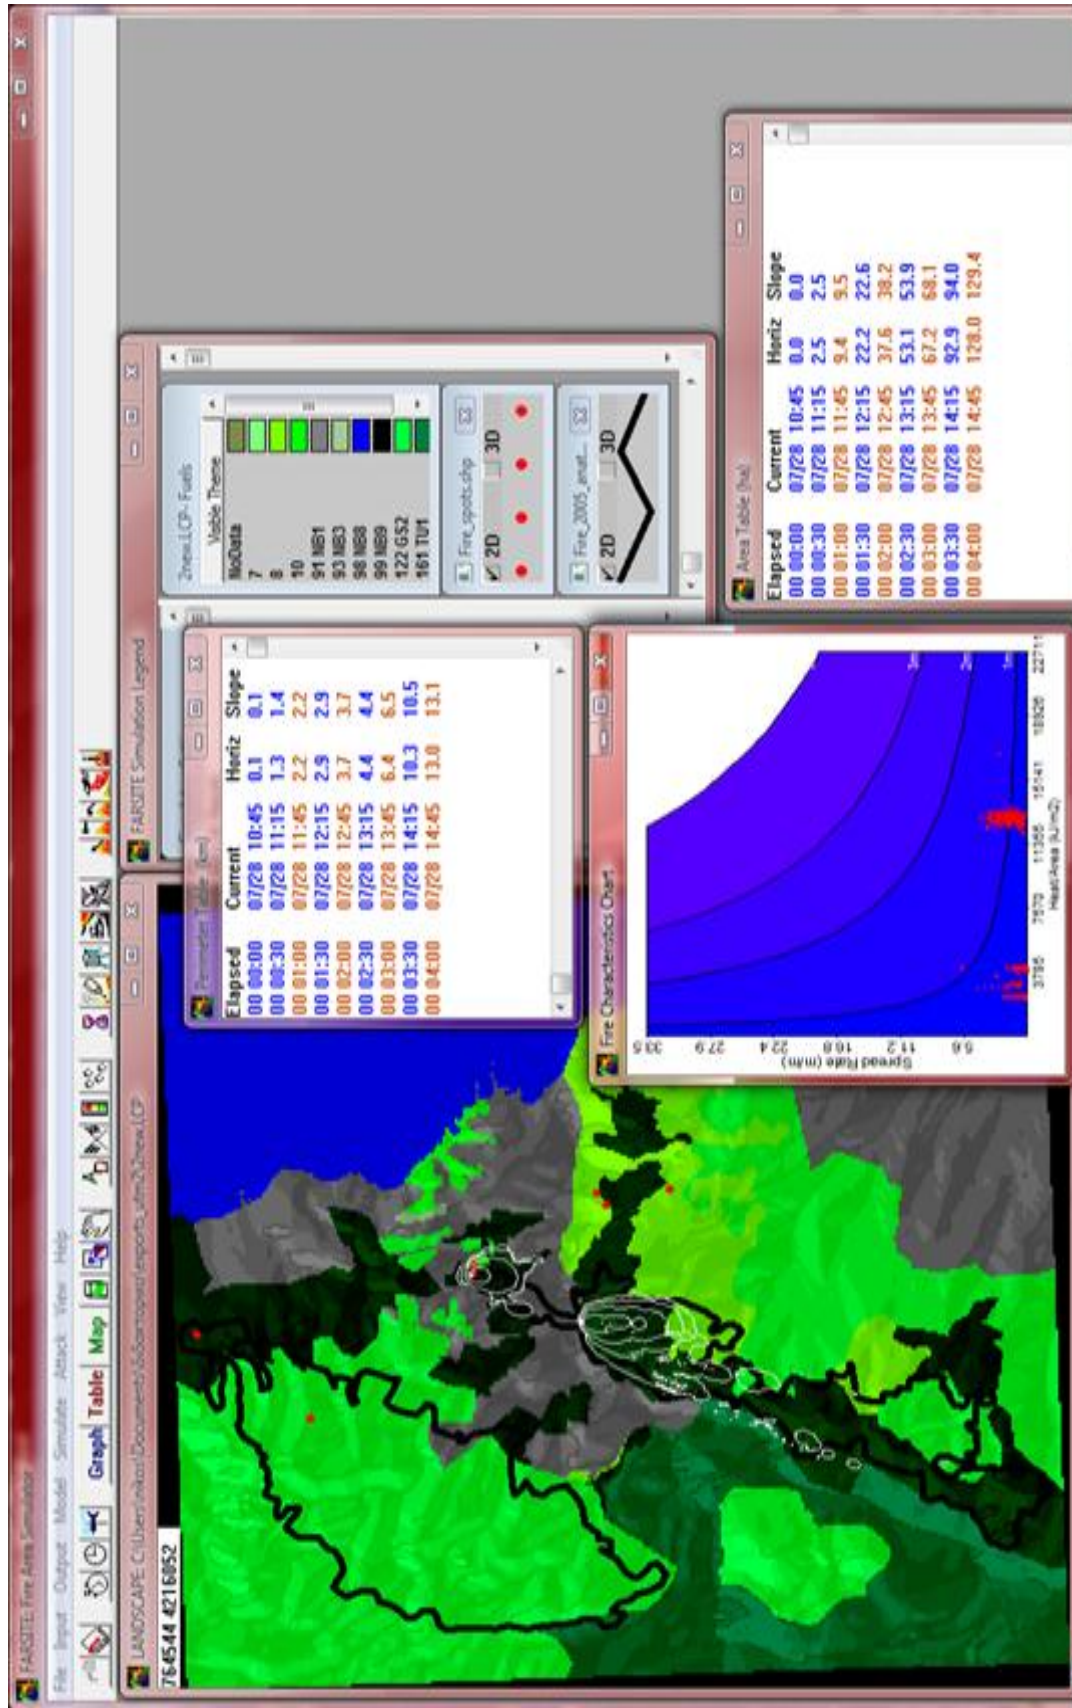 FARSITE: Fire Area Simulator
File Input Output Model Simulate Attack View Help
Graph Table Map
LANDSCAPE C:\Users\nikos\Documents\
764544 4216052
FARSITE Simulation Legend
2new.LCP- Fuels
Visible Theme
NoData
7
8
10
91 NB1
93 NB3
98 NB8
99 NB9
122 GS2
161 TU1
Fire_spots.shp
2D 3D
Fire_2005_anat...
2D 3D
Perimeter Table (km)
Elapsed Current Horiz Slope
00 00:00 07/28 10:45 0.1 0.1
00 00:30 07/28 11:15 1.3 1.4
00 01:00 07/28 11:45 2.2 2.2
00 01:30 07/28 12:15 2.9 2.9
00 02:00 07/28 12:45 3.7 3.7
00 02:30 07/28 13:15 4.4 4.4
00 03:00 07/28 13:45 6.4 6.5
00 03:30 07/28 14:15 10.3 10.5
00 04:00 07/28 14:45 13.0 13.1
Fire Characteristics Chart
Spread Rate (m/m)
33.5
27.9
22.4
16.8
11.2
5.6
3785 7570 11355 15141 18926 22711
Heat/Area (kJ/m2)
Area Table (ha)
Elapsed Current Horiz Slope
00 00:00 07/28 10:45 0.0 0.0
00 00:30 07/28 11:15 2.5 2.5
00 01:00 07/28 11:45 9.4 9.5
00 01:30 07/28 12:15 22.2 22.6
00 02:00 07/28 12:45 37.6 38.2
00 02:30 07/28 13:15 53.1 53.9
00 03:00 07/28 13:45 67.2 68.1
00 03:30 07/28 14:15 92.9 94.0
00 04:00 07/28 14:45 128.0 129.4